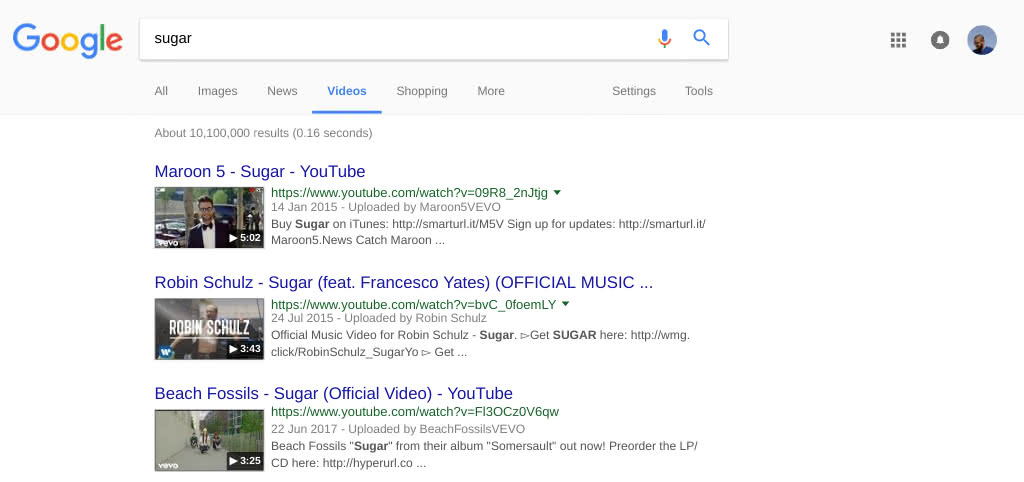 Google
sugar
All Images News Videos Shopping More Settings Tools
About 10,100,000 results (0.16 seconds)
Maroon 5 - Sugar - YouTube
https://www.youtube.com/watch?v=09R8_2nJtjg
14 Jan 2015 - Uploaded by Maroon5VEVO
Buy Sugar on iTunes: http://smarturl.it/M5V Sign up for updates: http://smarturl.it/
Maroon5.News Catch Maroon ...
vevo
5:02
Robin Schulz - Sugar (feat. Francesco Yates) (OFFICIAL MUSIC ...
https://www.youtube.com/watch?v=bvC_0foemLY
24 Jul 2015 - Uploaded by Robin Schulz
Official Music Video for Robin Schulz - Sugar. ▻Get SUGAR here: http://wmg.
click/RobinSchulz_SugarYo ▻ Get ...
ROBIN SCHULZ
3:43
Beach Fossils - Sugar (Official Video) - YouTube
https://www.youtube.com/watch?v=Fl3OCz0V6qw
22 Jun 2017 - Uploaded by BeachFossilsVEVO
Beach Fossils "Sugar" from their album "Somersault" out now! Preorder the LP/
CD here: http://hyperurl.co ...
vevo
3:25